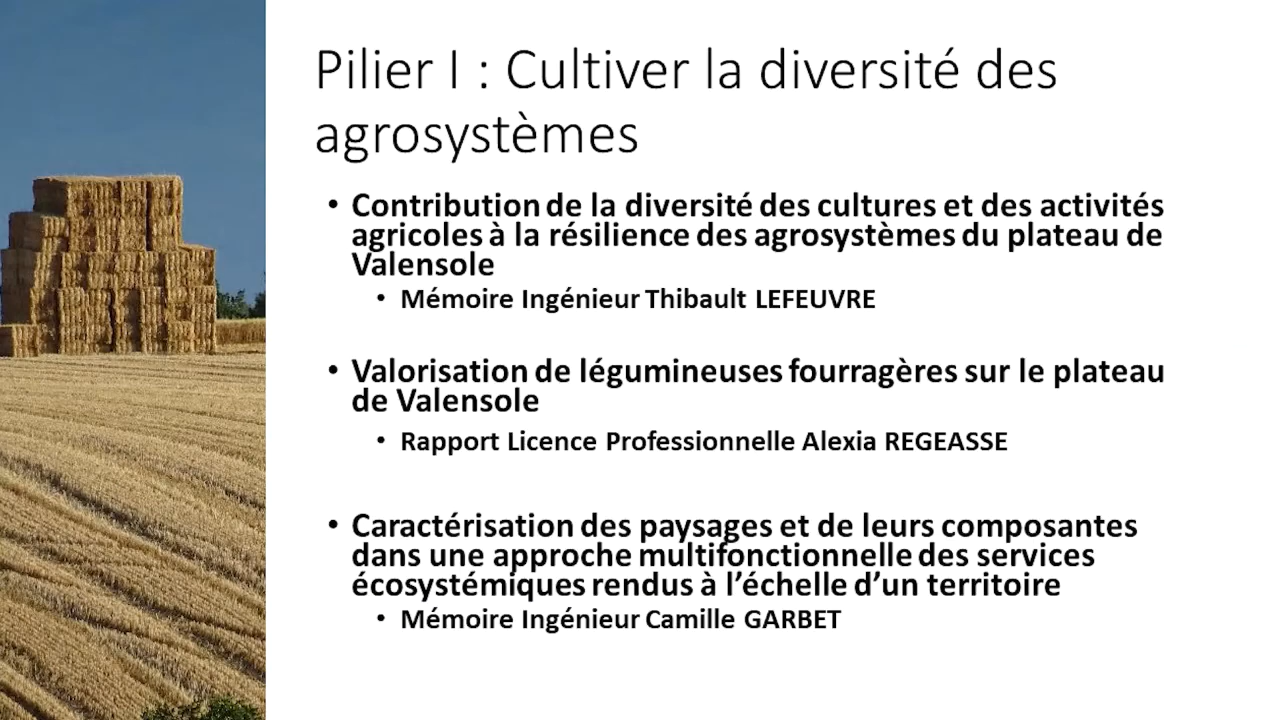 Pilier I : Cultiver la diversité des
agrosystèmes
• Contribution de la diversité des cultures et des activités
agricoles à la résilience des agrosystèmes du plateau de
Valensole
• Mémoire Ingénieur Thibault LEFEUVRE
• Valorisation de légumineuses fourragères sur le plateau
de Valensole
• Rapport Licence Professionnelle Alexia REGEASSE
• Caractérisation des paysages et de leurs composantes
dans une approche multifonctionnelle des services
écosystémiques rendus à l’échelle d’un territoire
• Mémoire Ingénieur Camille GARBET